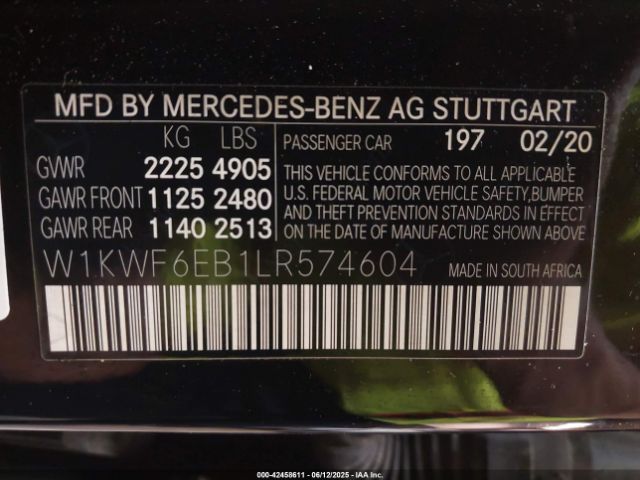 MFD BY MERCEDES-BENZ AG STUTTGART
KG LBS
GVWR 2225 4905
GAWR FRONT 1125 2480
GAWR REAR 1140 2513
PASSENGER CAR 197 02/20
THIS VEHICLE CONFORMS TO ALL APPLICABLE
U.S. FEDERAL MOTOR VEHICLE SAFETY,BUMPER
AND THEFT PREVENTION STANDARDS IN EFFECT
ON THE DATE OF MANUFACTURE SHOWN ABOVE
W1KWF6EB1LR574604 MADE IN SOUTH AFRICA
000-42458611 - 06/12/2025 - IAA Inc.